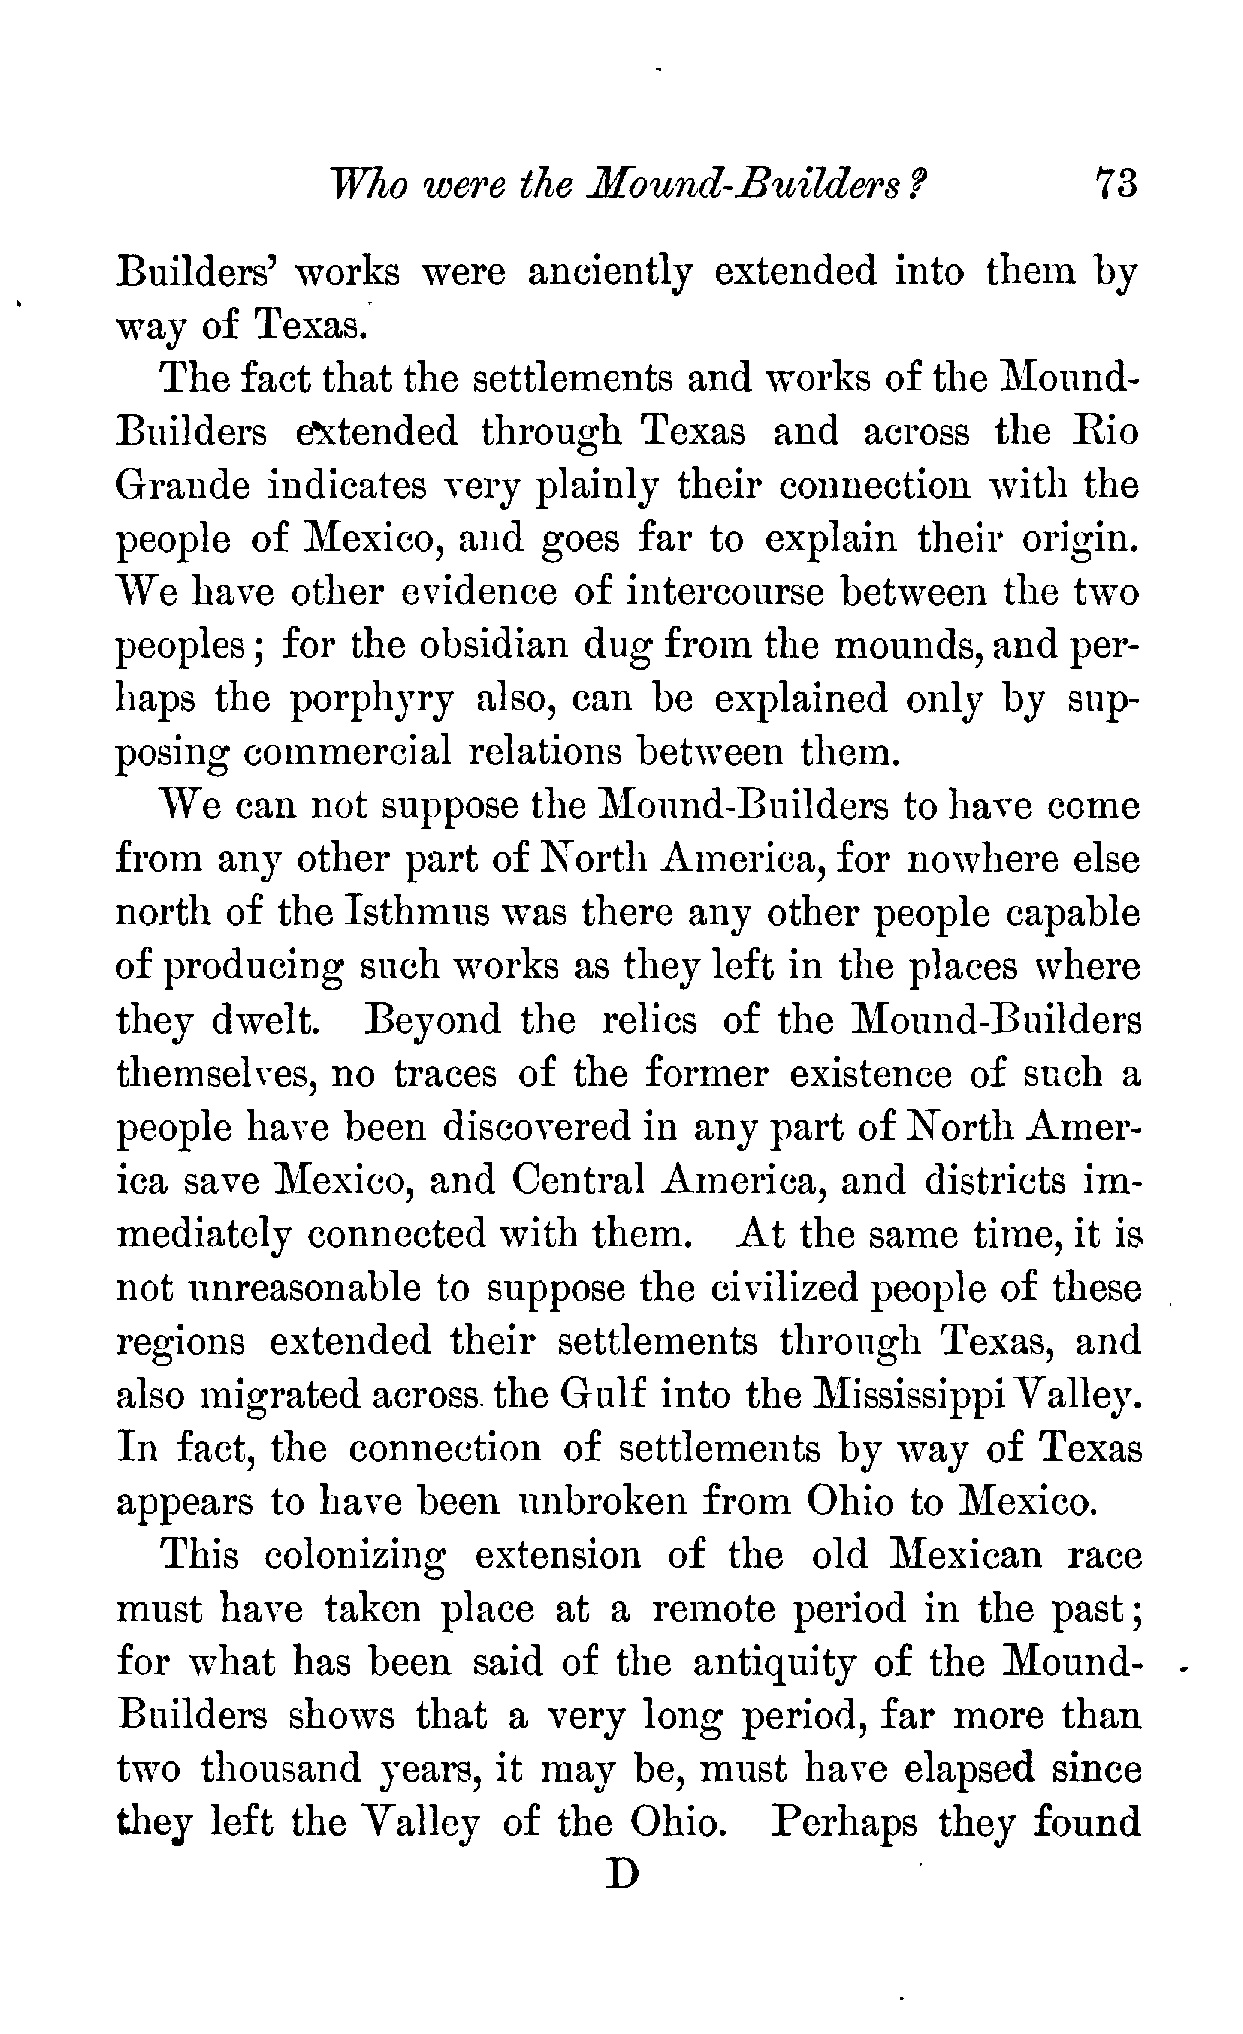 Who were the Mound-Builders? 73
Builders' works were anciently extended into them by
way of Texas.
The fact that the settlements and works of the Mound-
Builders extended through Texas and across the Rio
Grande indicates very plainly their connection with the
people of Mexico, and goes far to explain their origin.
We have other evidence of intercourse between the two
peoples; for the obsidian dug from the mounds, and per-
haps the porphyry also, can be explained only by sup-
posing commercial relations between them.
We can not suppose the Mound-Builders to have come
from any other part of North America, for nowhere else
north of the Isthmus was there any other people capable
of producing such works as they left in the places where
they dwelt. Beyond the relics of the Mound-Builders
themselves, no traces of the former existence of such a
people have been discovered in any part of North Amer-
ica save Mexico, and Central America, and districts im-
mediately connected with them. At the same time, it is
not unreasonable to suppose the civilized people of these
regions extended their settlements through Texas, and
also migrated across the Gulf into the Mississippi Valley.
In fact, the connection of settlements by way of Texas
appears to have been unbroken from Ohio to Mexico.
This colonizing extension of the old Mexican race
must have taken place at a remote period in the past;
for what has been said of the antiquity of the Mound-
Builders shows that a very long period, far more than
two thousand years, it may be, must have elapsed since
they left the Valley of the Ohio. Perhaps they found
D